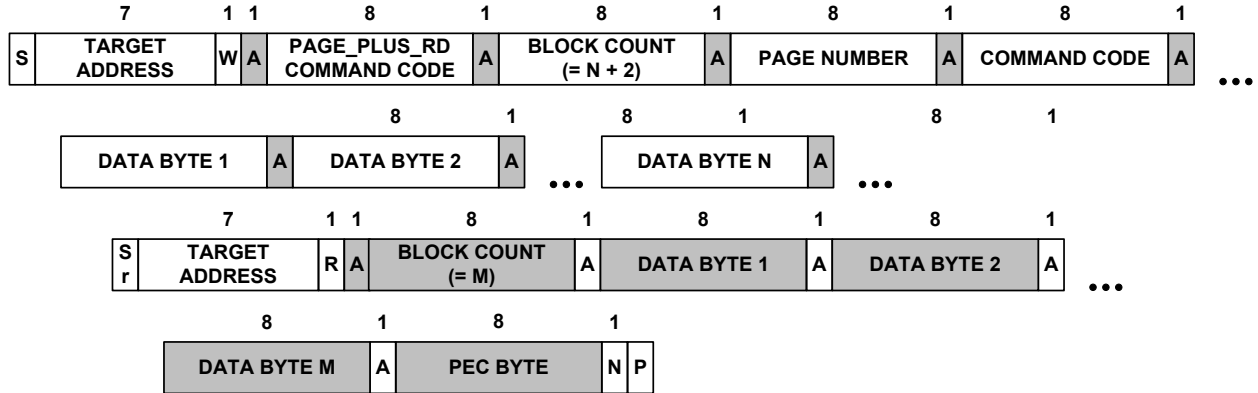 7 1 1 8 1 8 1 8 1 8 1
S TARGET ADDRESS W A PAGE_PLUS_RD COMMAND CODE A BLOCK COUNT (= N + 2) A PAGE NUMBER A COMMAND CODE A ...
8 1 8 1 8 1
DATA BYTE 1 A DATA BYTE 2 A ... DATA BYTE N A ...
7 1 1 8 1 8 1 8 1
Sr TARGET ADDRESS R A BLOCK COUNT (= M) A DATA BYTE 1 A DATA BYTE 2 A ...
8 1 8 1
DATA BYTE M A PEC BYTE N P